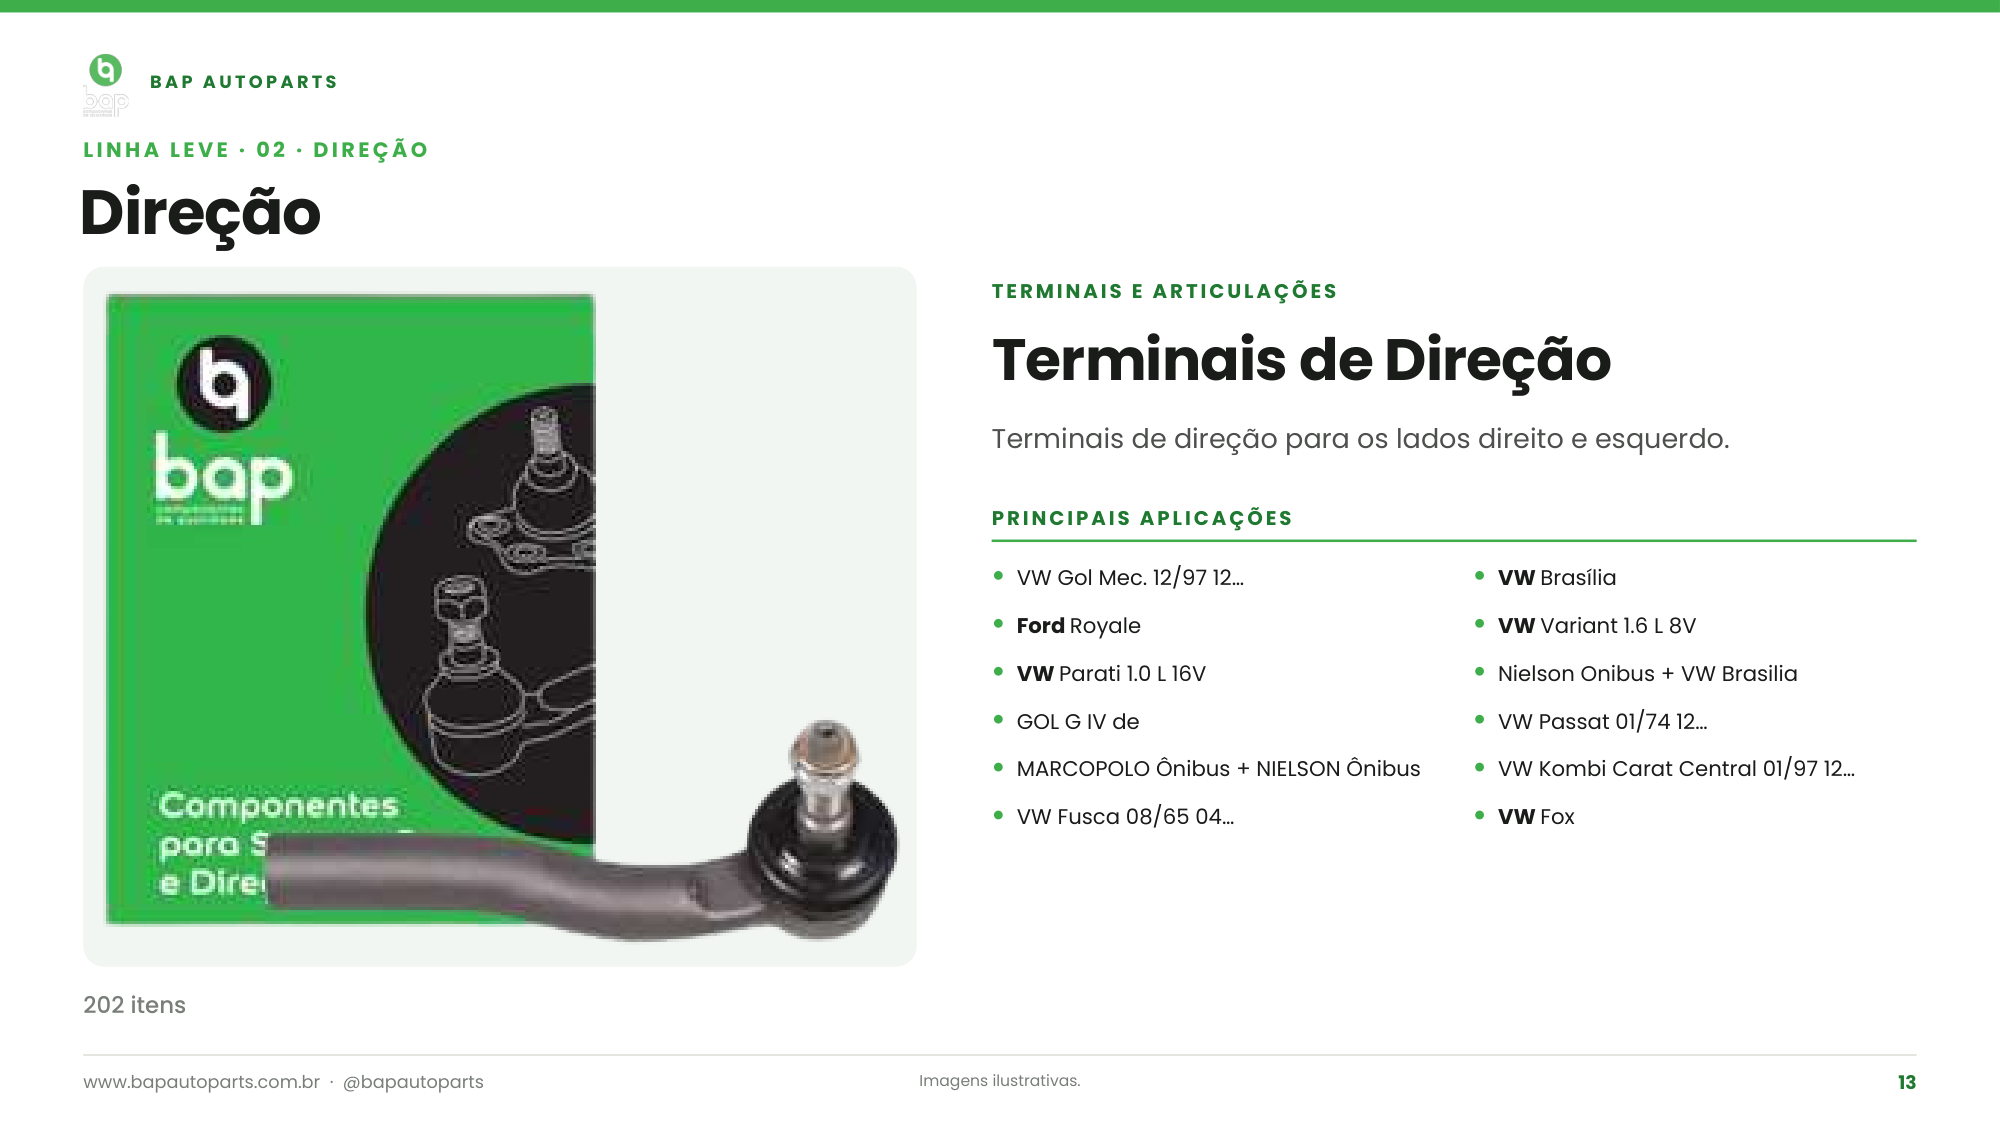 bap
BAP AUTOPARTS
LINHA LEVE · 02 · DIREÇÃO
Direção
bap
Componentes
para S
e Dire
202 itens
TERMINAIS E ARTICULAÇÕES
Terminais de Direção
Terminais de direção para os lados direito e esquerdo.
PRINCIPAIS APLICAÇÕES
• VW Gol Mec. 12/97 12…
• Ford Royale
• VW Parati 1.0 L 16V
• GOL G IV de
• MARCOPOLO Ônibus + NIELSON Ônibus
• VW Fusca 08/65 04…
• VW Brasília
• VW Variant 1.6 L 8V
• Nielson Onibus + VW Brasilia
• VW Passat 01/74 12…
• VW Kombi Carat Central 01/97 12…
• VW Fox
www.bapautoparts.com.br · @bapautoparts
Imagens ilustrativas.
13